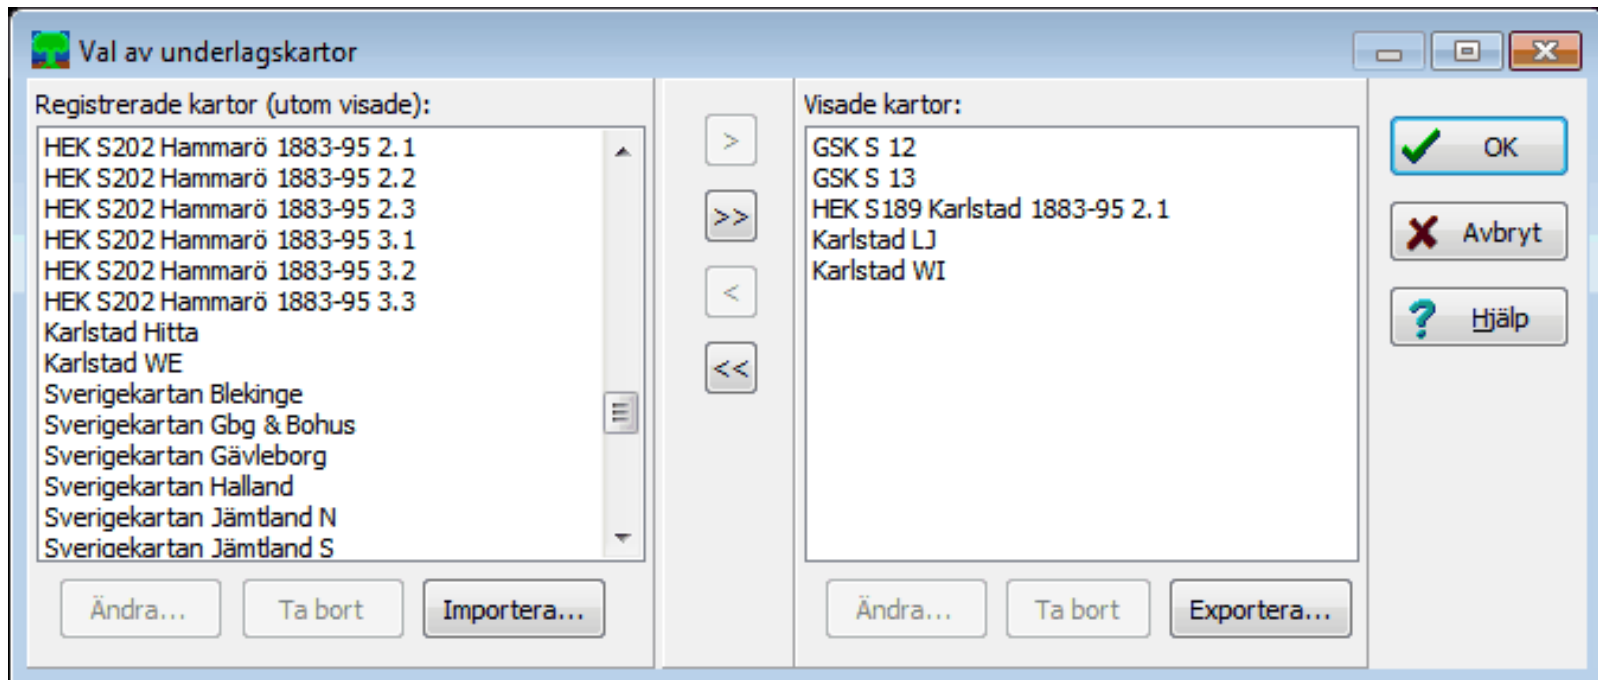 Val av underlagskartor
Registrerade kartor (utom visade):
HEK S202 Hammarö 1883-95 2.1
HEK S202 Hammarö 1883-95 2.2
HEK S202 Hammarö 1883-95 2.3
HEK S202 Hammarö 1883-95 3.1
HEK S202 Hammarö 1883-95 3.2
HEK S202 Hammarö 1883-95 3.3
Karlstad Hitta
Karlstad WE
Sverigekartan Blekinge
Sverigekartan Gbg & Bohus
Sverigekartan Gävleborg
Sverigekartan Halland
Sverigekartan Jämtland N
Sverigekartan Jämtland S
Ändra...
Ta bort
Importera...
>
>>
<
<<
Visade kartor:
GSK S 12
GSK S 13
HEK S189 Karlstad 1883-95 2.1
Karlstad LJ
Karlstad WI
Ändra...
Ta bort
Exportera...
OK
Avbryt
Hjälp